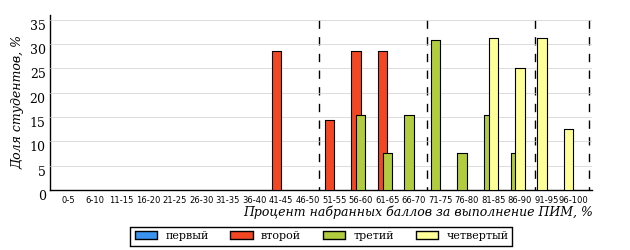 Доля студентов, %
35
30
25
20
15
10
5
0
0-5 6-10 11-15 16-20 21-25 26-30 31-35 36-40 41-45 46-50 51-55 56-60 61-65 66-70 71-75 76-80 81-85 86-90 91-95 96-100
Процент набранных баллов за выполнение ПИМ, %
первый второй третий четвертый